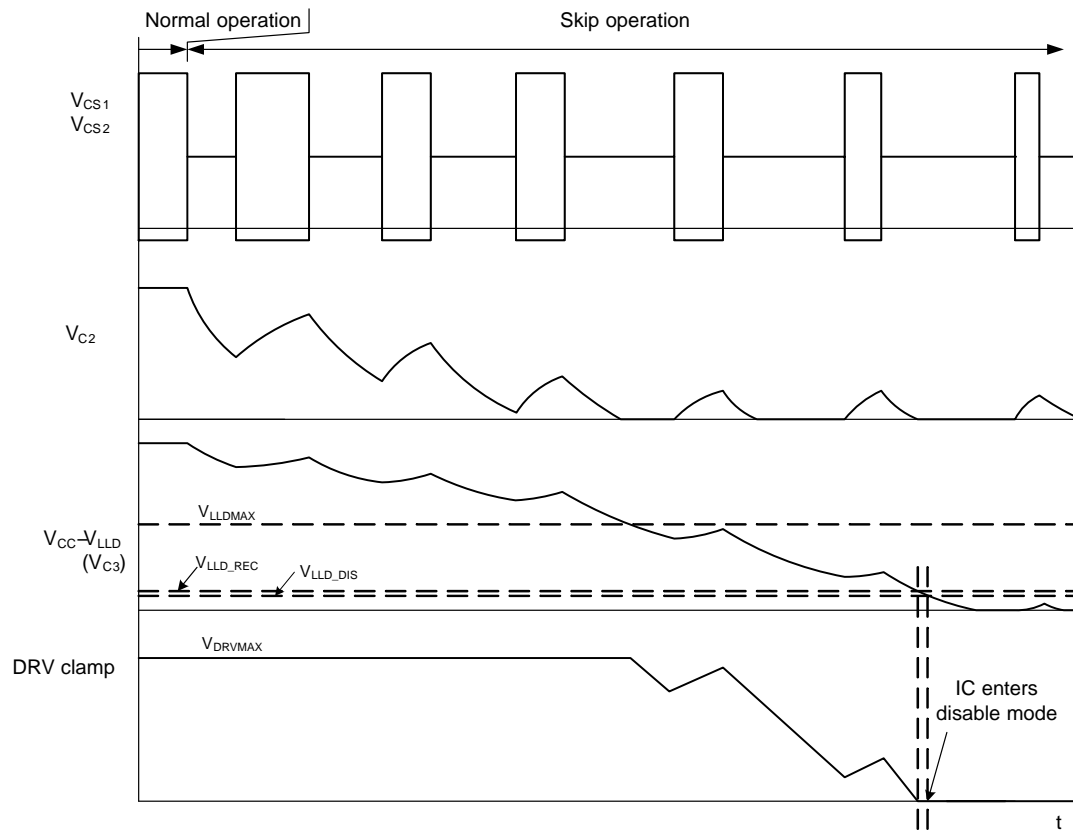 Normal operation
Skip operation
VCS1
VCS2
VC2
VLLDMAX
VCC–VLLD
(VC3)
VLLD_REC
VLLD_DIS
VDRVMAX
DRV clamp
IC enters
disable mode
t